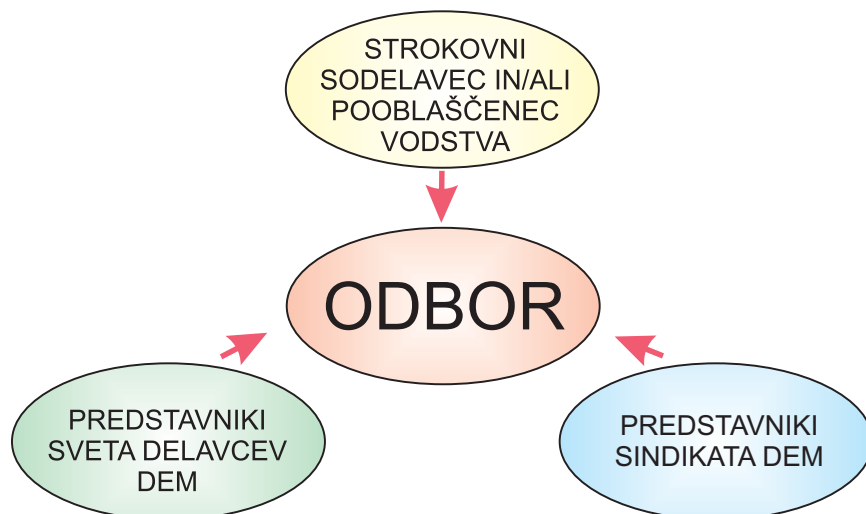 STROKOVNI
SODELAVEC IN/ALI
POOBLAŠČENEC
VODSTVA
ODBOR
PREDSTAVNIKI
SVETA DELAVCEV
DEM
PREDSTAVNIKI
SINDIKATA DEM